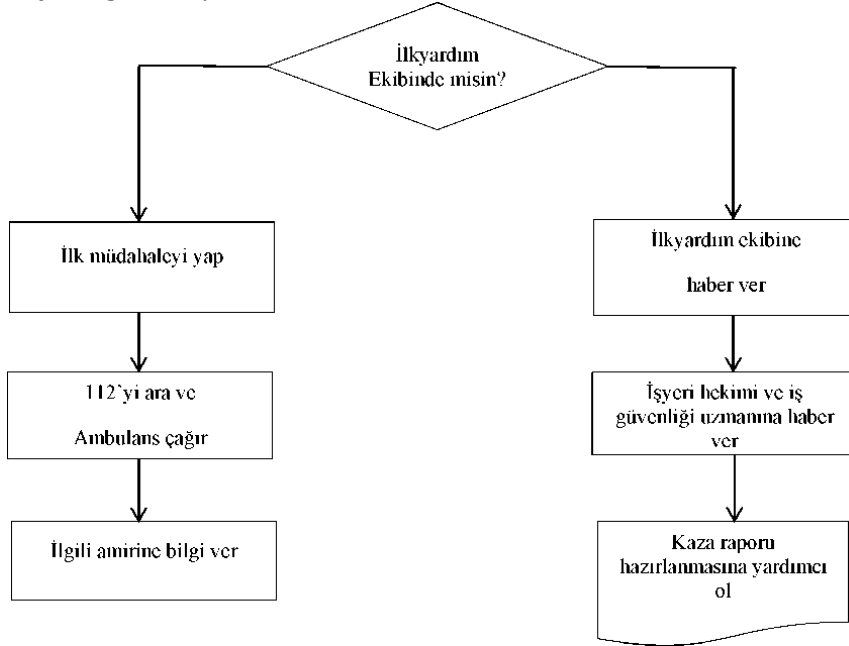 İlkyardım
Ekibinde misin?
İlk müdahaleyi yap
İlkyardım ekibine
haber ver
112'yi ara ve
Ambulans çağır
İşyeri hekimi ve iş
güvenliği uzmanına haber
ver
İlgili amirine bilgi ver
Kaza raporu
hazırlanmasına yardımcı
ol